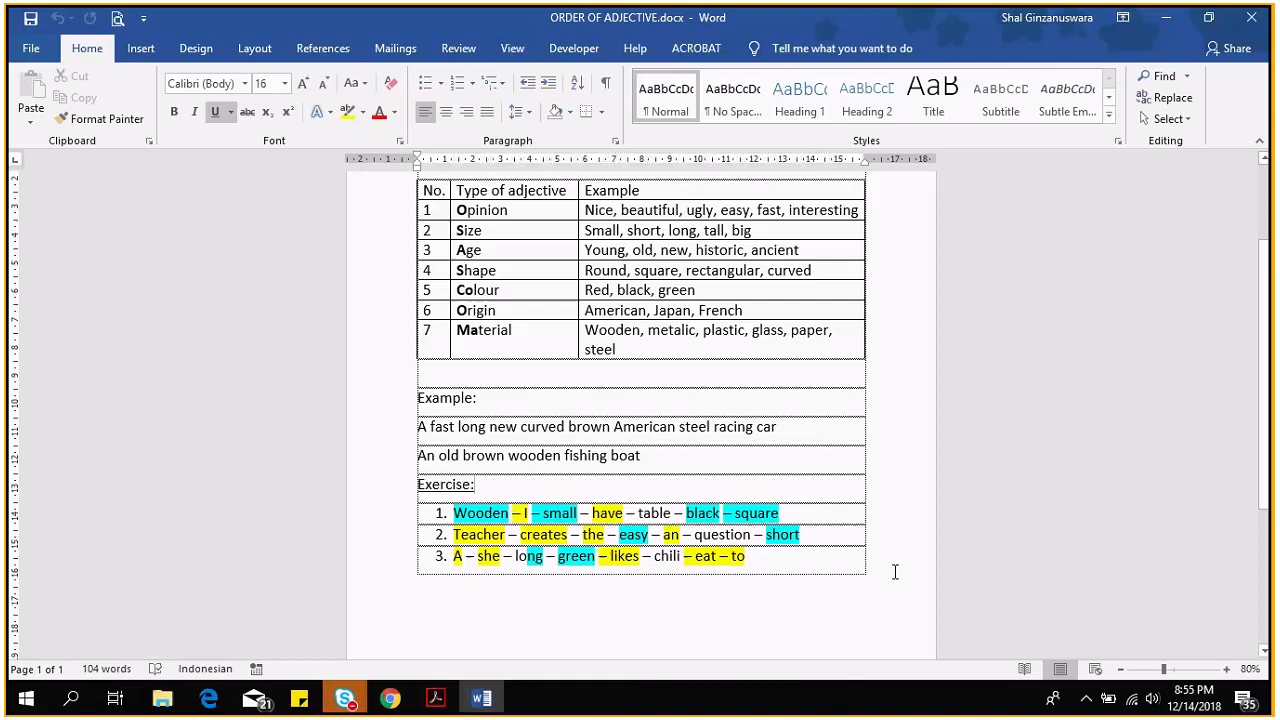 ORDER OF ADJECTIVE.docx - Word
Shal Ginzanuswara
File Home Insert Design Layout References Mailings Review View Developer Help ACROBAT Tell me what you want to do Share
Paste
Cut
Copy
Format Painter
Clipboard
Calibri (Body) 16
Font
Paragraph
AaBbCcDc AaBbCcDc AaBbCc AaBbCcD AaB AaBbCcD AaBbCcDc
¶ Normal ¶ No Spac... Heading 1 Heading 2 Title Subtitle Subtle Em...
Styles
Find
Replace
Select
Editing
No. Type of adjective Example
1 Opinion Nice, beautiful, ugly, easy, fast, interesting
2 Size Small, short, long, tall, big
3 Age Young, old, new, historic, ancient
4 Shape Round, square, rectangular, curved
5 Colour Red, black, green
6 Origin American, Japan, French
7 Material Wooden, metalic, plastic, glass, paper,
steel
Example:
A fast long new curved brown American steel racing car
An old brown wooden fishing boat
Exercise:
1. Wooden – I – small – have – table – black – square
2. Teacher – creates – the – easy – an – question – short
3. A – she – long – green – likes – chili – eat – to
Page 1 of 1 104 words Indonesian 80%
21
8:55 PM
12/14/2018
35